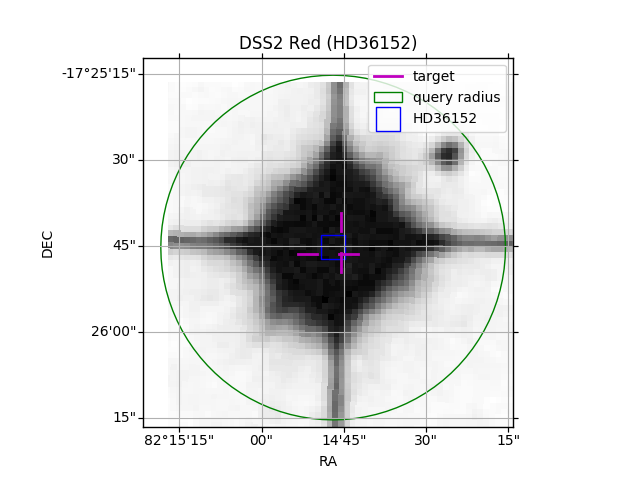 DSS2 Red (HD36152)
-17°25'15"
30"
45"
26'00"
15"
DEC
target
query radius
HD36152
82°15'15"
00"
14'45"
30"
15"
RA